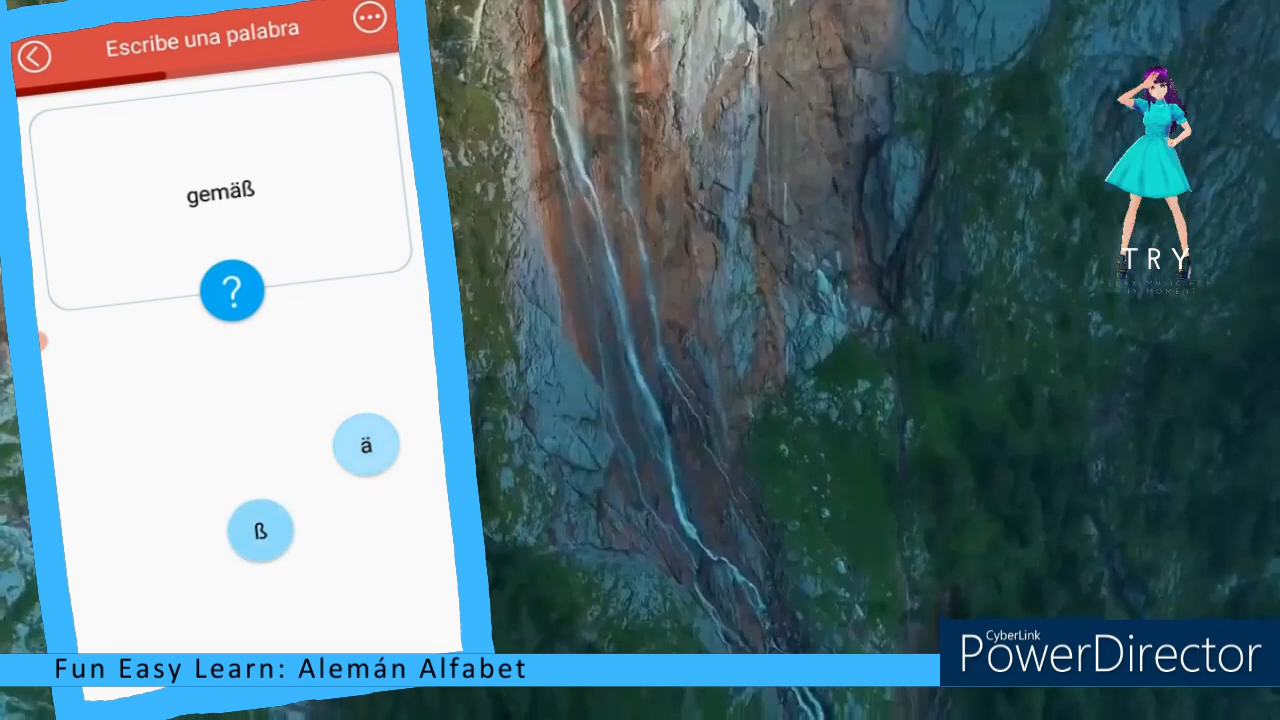 Escribe una palabra
gemäß
?
ä
ß
TRY
Fun Easy Learn: Alemán Alfabet
CyberLink
PowerDirector